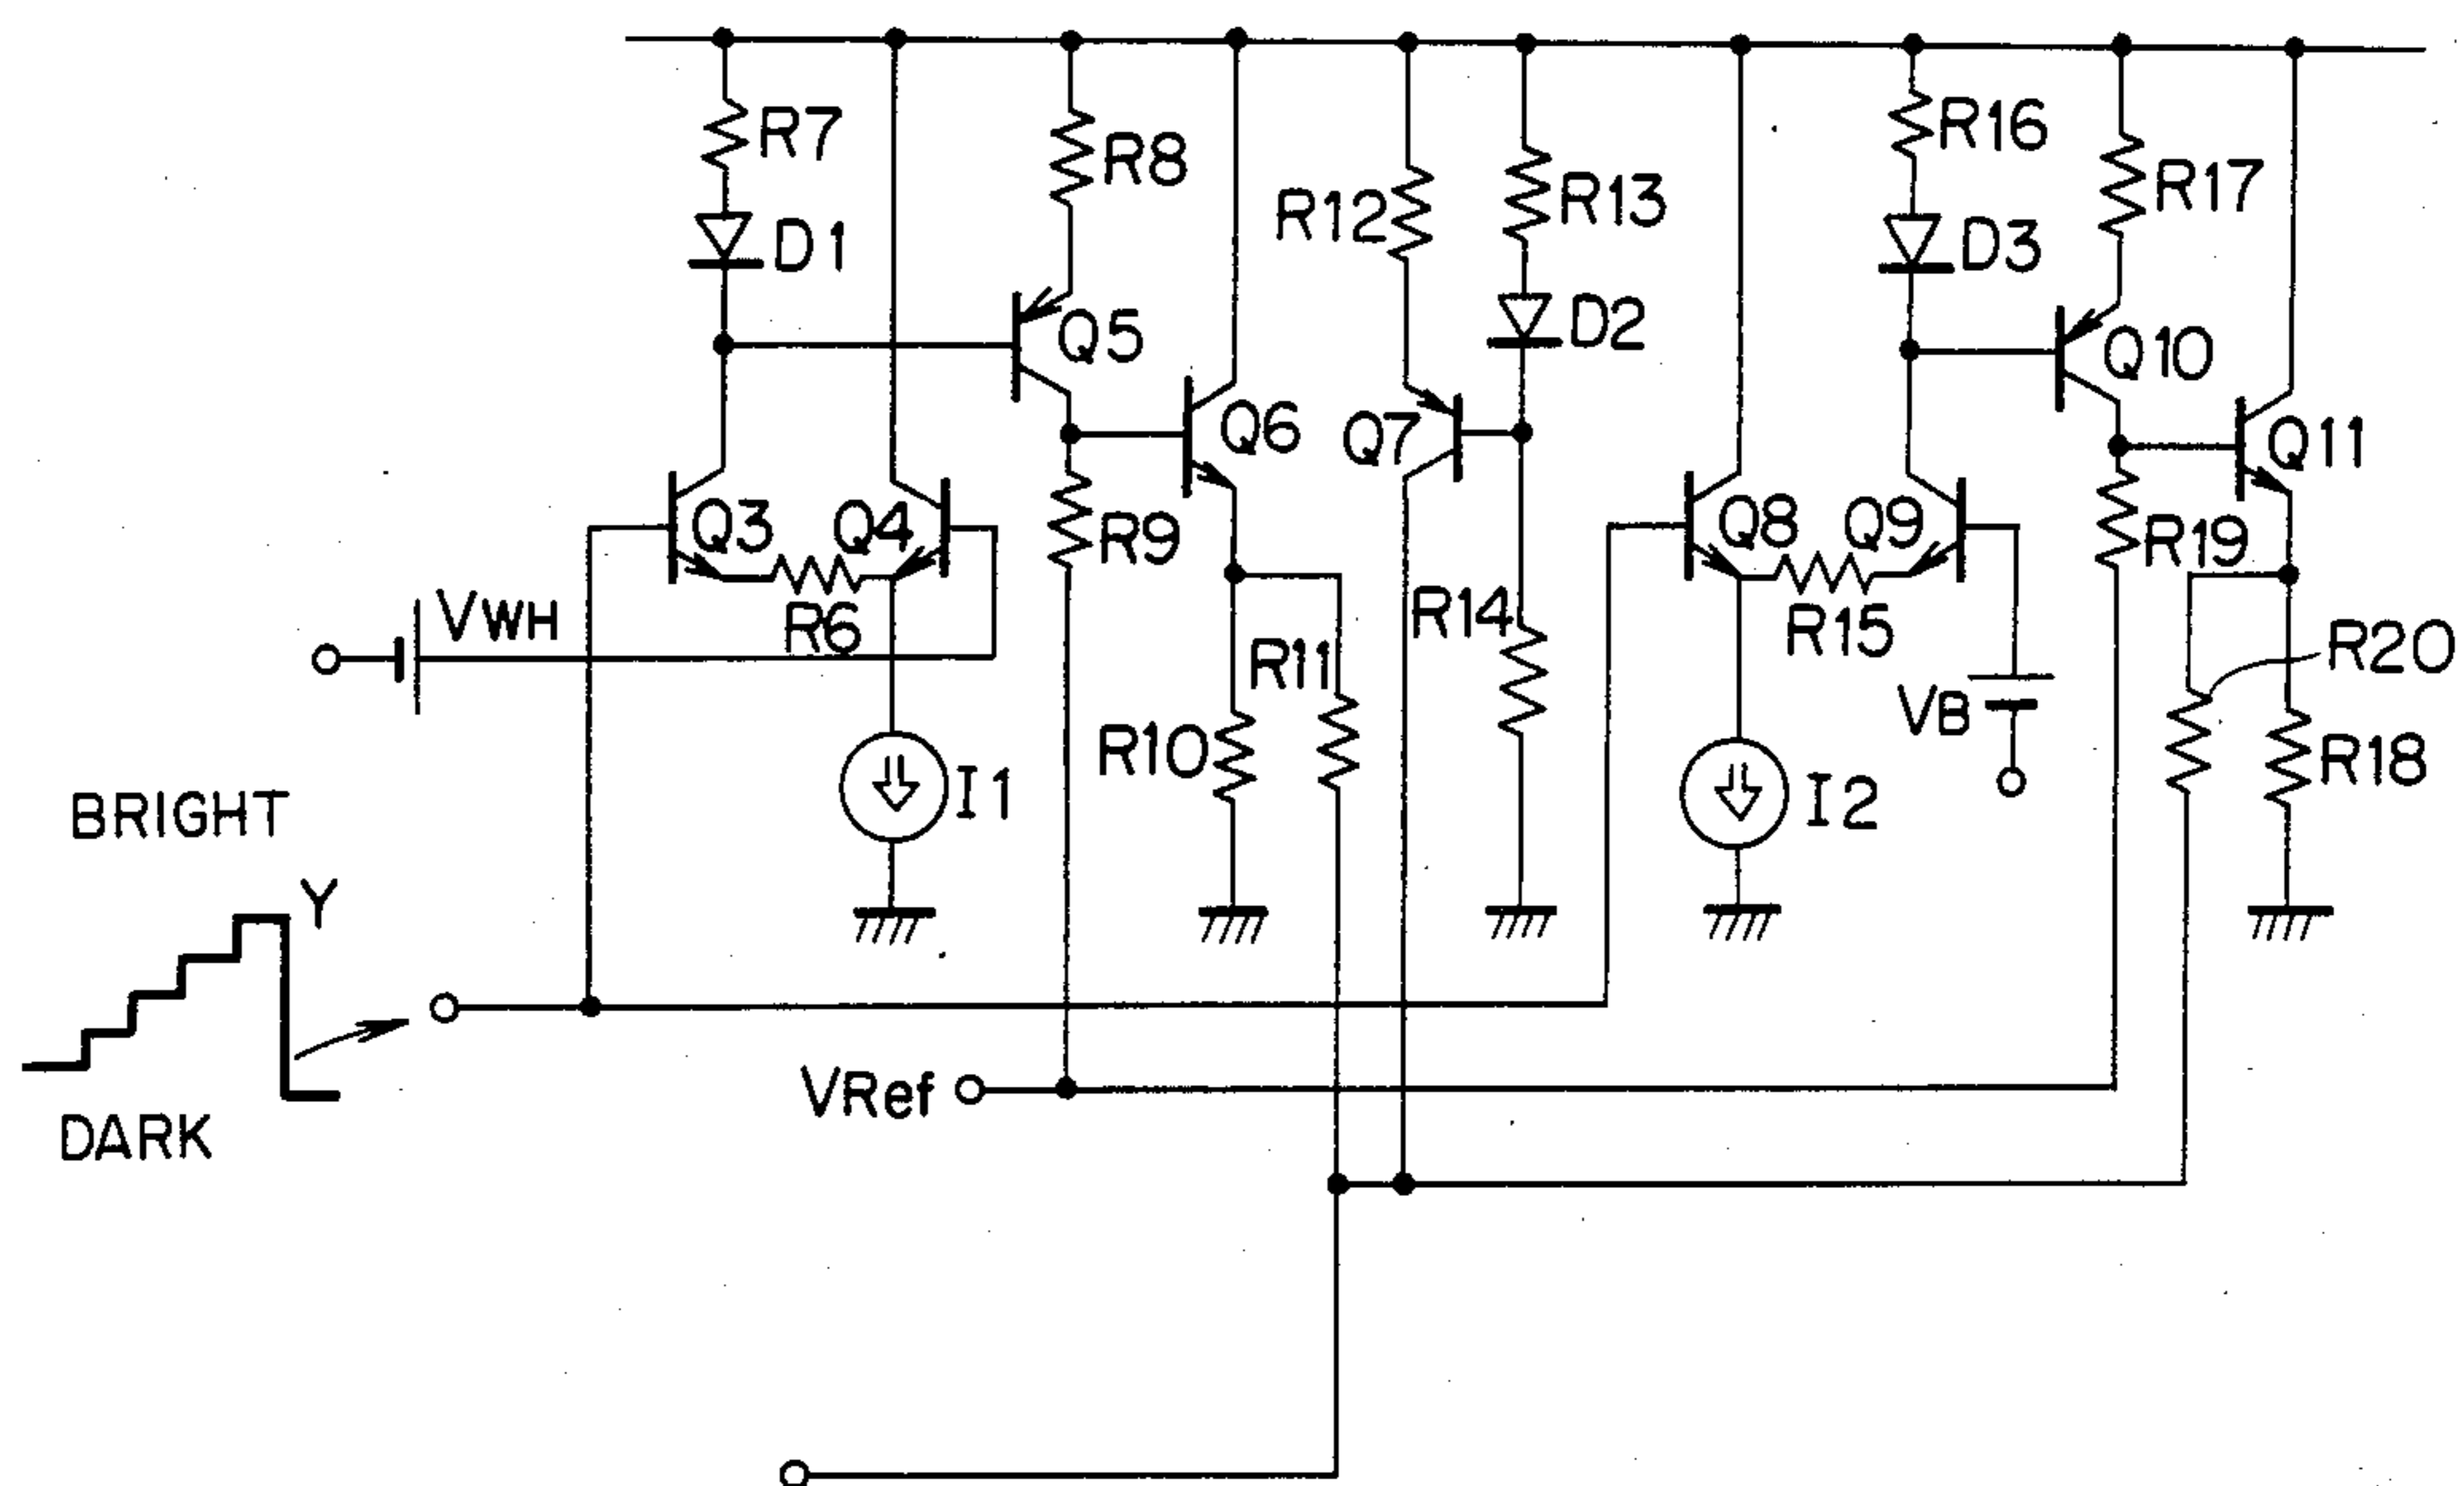 R7
R8
R16
R17
R12
R13
D1
D3
D2
Q5
Q10
Q6
Q7
Q11
Q3
Q4
Q8
Q9
R9
R19
VWH
R6
R14
R15
R11
R20
VB
R10
R18
I1
I2
BRIGHT
Y
VRef
DARK